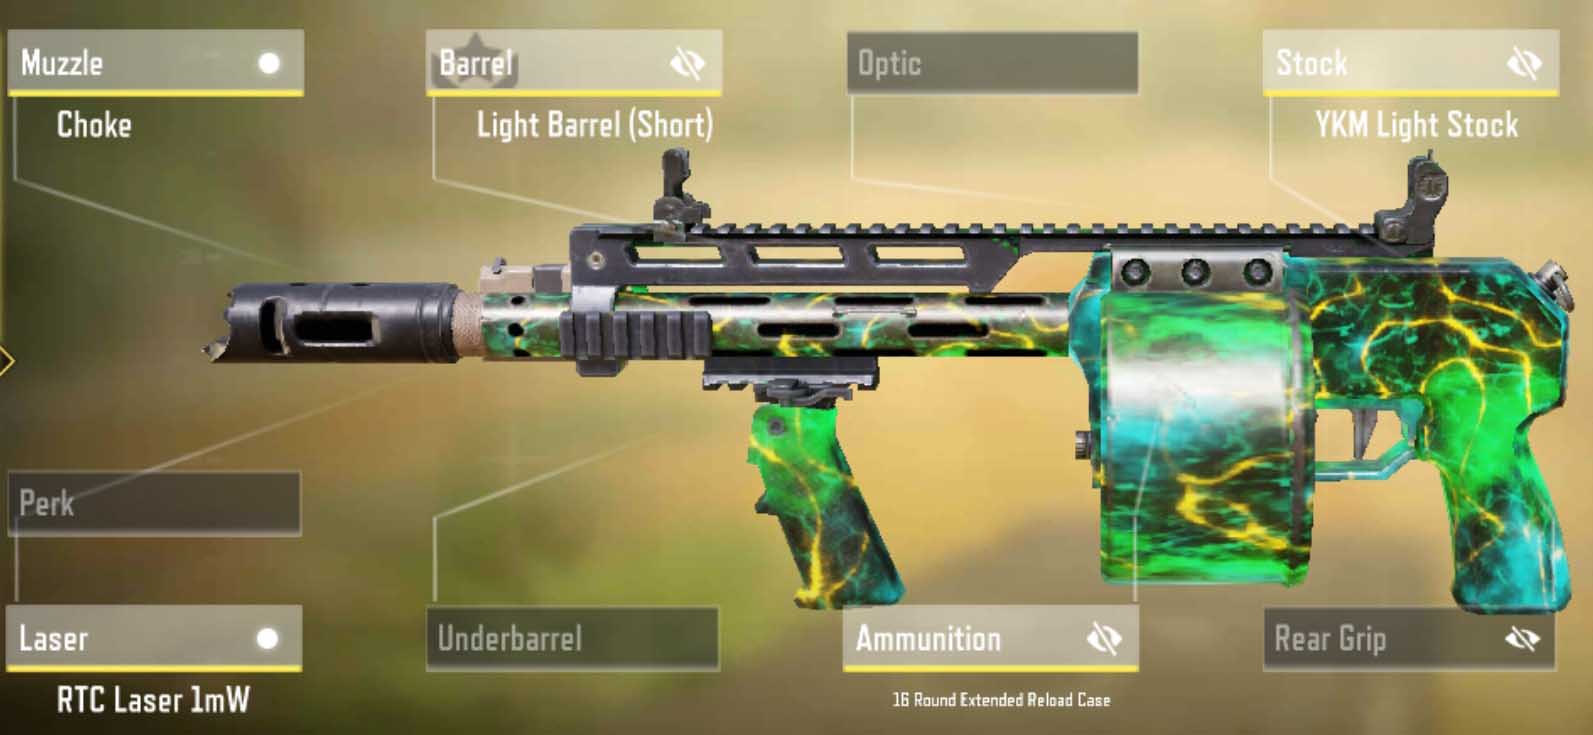 Muzzle
Barrel
Optic
Stock
Choke
Light Barrel (Short)
YKM Light Stock
Perk
Laser
Underbarrel
Ammunition
Rear Grip
RTC Laser 1mW
16 Round Extended Reload Case